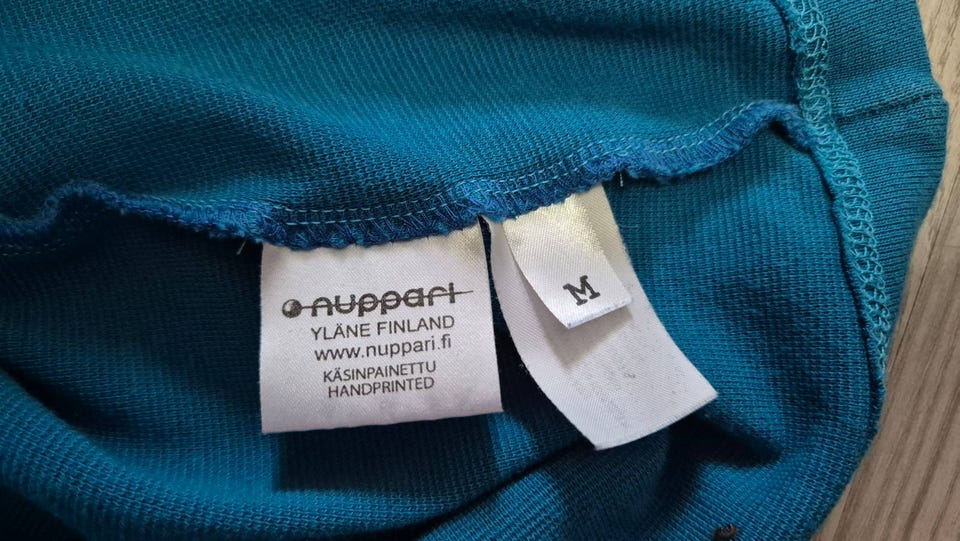 nuppari
YLÄNE FINLAND
www.nuppari.fi
KÄSINPAINETTU
HANDPRINTED
M